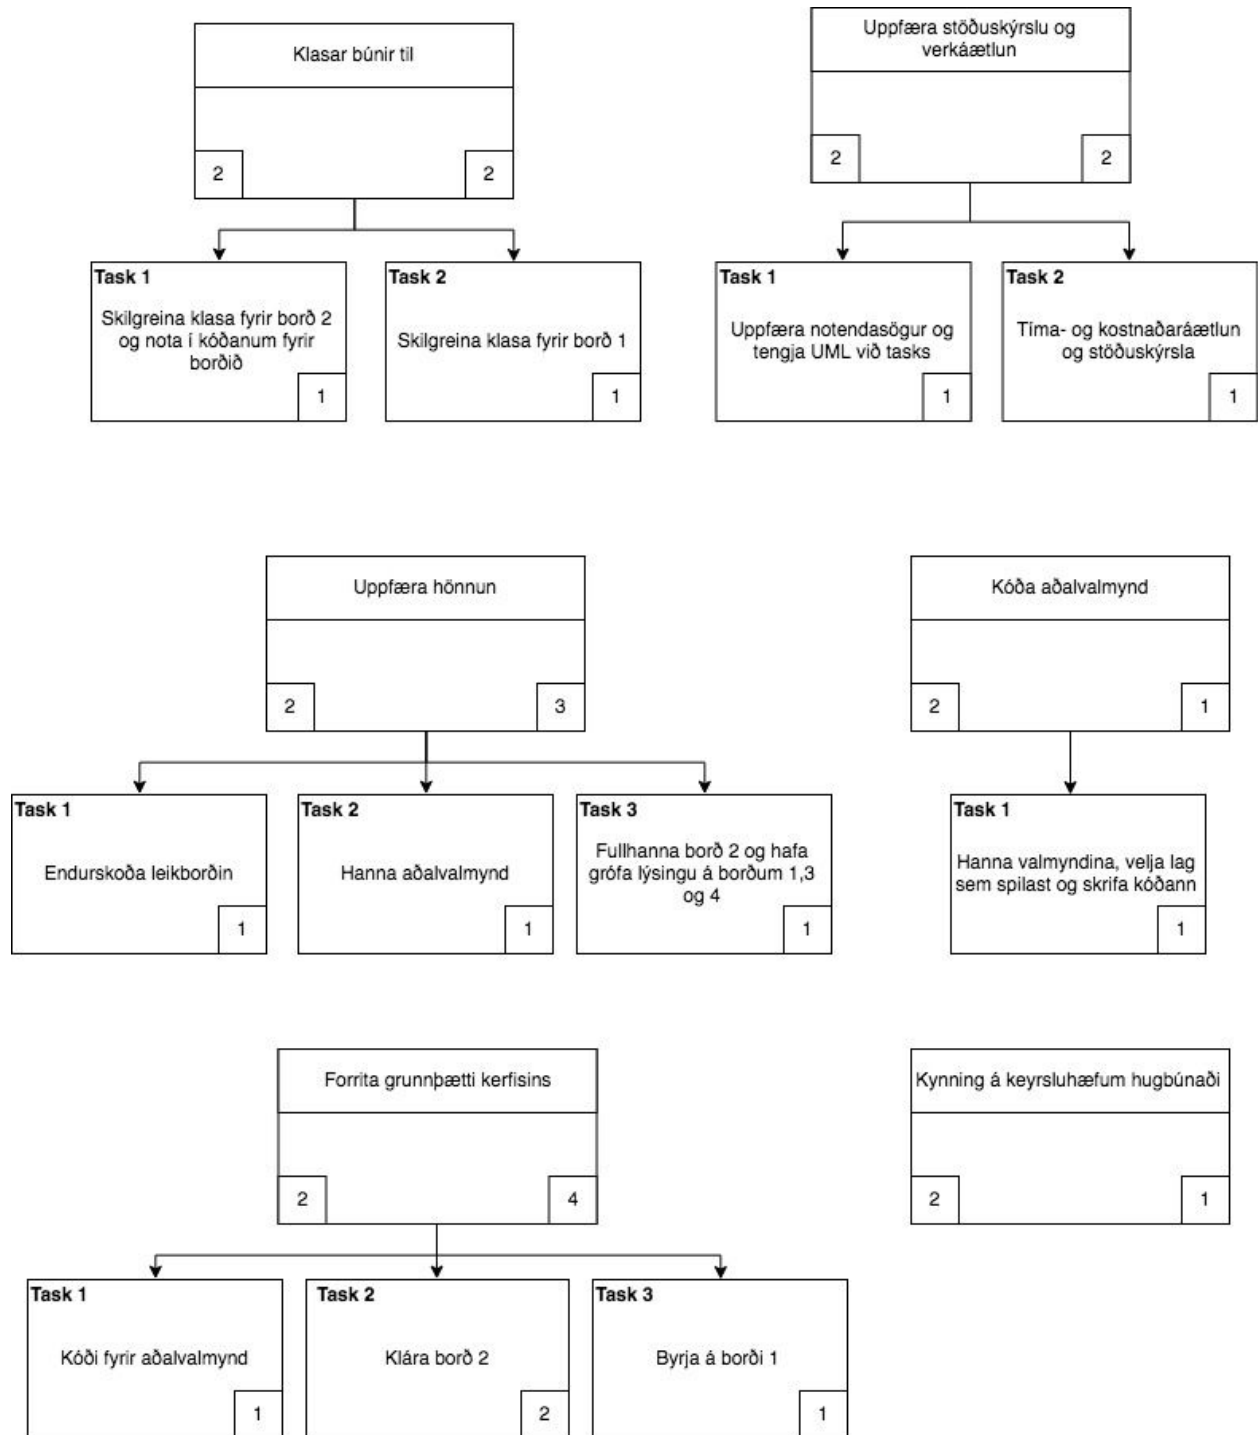 Klasar búnir til
2
2
Task 1
Skilgreina klasa fyrir borð 2
og nota í kóðanum fyrir
borðið
1
Task 2
Skilgreina klasa fyrir borð 1
1
Uppfæra stöðuskýrslu og
verkáætlun
2
2
Task 1
Uppfæra notendasögur og
tengja UML við tasks
1
Task 2
Tíma- og kostnaðaráætlun
og stöðuskýrsla
1
Uppfæra hönnun
2
3
Task 1
Endurskoða leikborðin
1
Task 2
Hanna aðalvalmynd
1
Task 3
Fullhanna borð 2 og hafa
grófa lýsingu á borðum 1,3
og 4
1
Kóða aðalvalmynd
2
1
Task 1
Hanna valmyndina, velja lag
sem spilast og skrifa kóðann
1
Forrita grunnþætti kerfisins
2
4
Task 1
Kóði fyrir aðalvalmynd
1
Task 2
Klára borð 2
2
Task 3
Byrja á borði 1
1
Kynning á keyrsluhæfum hugbúnaði
2
1